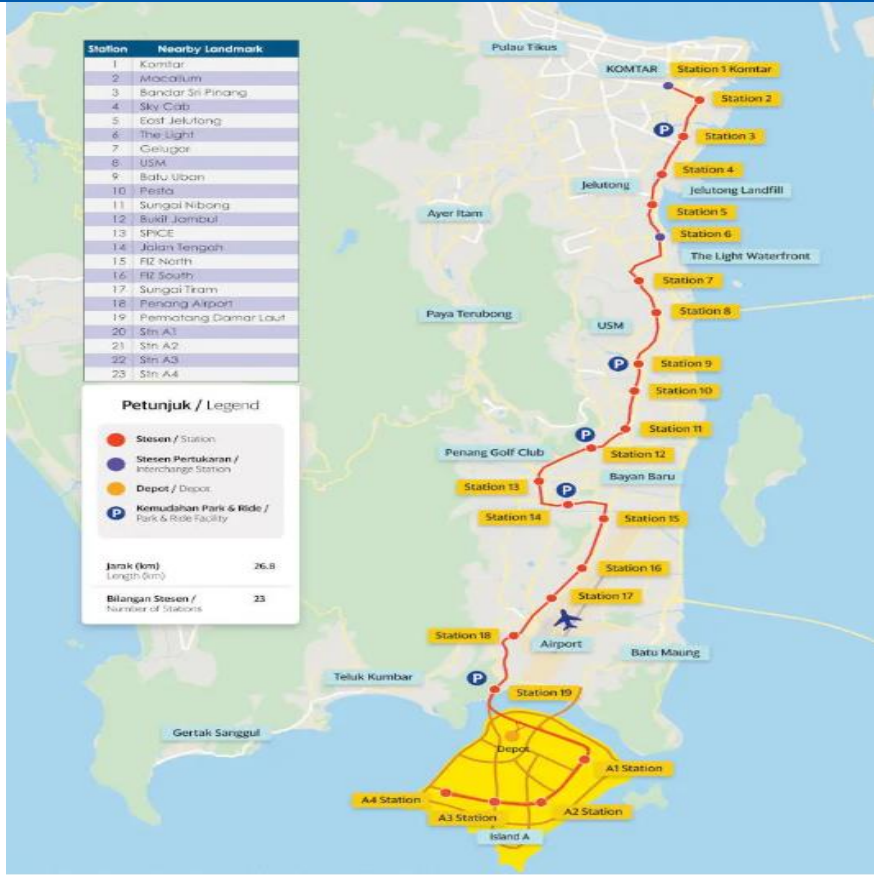 Station Nearby Landmark
1 Komtar
2 Macallum
3 Bandar Sri Pinang
4 Sky Cab
5 East Jelutong
6 The Light
7 Gelugor
8 USM
9 Batu Uban
10 Pesta
11 Sungai Nibong
12 Bukit Jambul
13 SPICE
14 Jalan Tengah
15 FIZ North
16 FIZ South
17 Sungai Tiram
18 Penang Airport
19 Permatang Damar Laut
20 Stn A1
21 Stn A2
22 Stn A3
23 Stn A4
Petunjuk / Legend
Stesen / Station
Stesen Pertukaran /
Interchange Station
Depot / Depot
P Kemudahan Park & Ride /
Park & Ride Facility
Jarak (km) 26.8
Length (km)
Bilangan Stesen / 23
Number of Stations
Pulau Tikus
KOMTAR
Station 1 Komtar
Station 2
P
Station 3
Station 4
Jelutong
Jelutong Landfill
Station 5
Ayer Itam
Station 6
The Light Waterfront
Station 7
Paya Terubong
Station 8
USM
P
Station 9
Station 10
Station 11
P
Penang Golf Club
Station 12
Bayan Baru
Station 13
P
Station 14
Station 15
Station 16
Station 17
Station 18
Airport
Batu Maung
Teluk Kumbar
P
Station 19
Gertak Sanggul
Depot
A1 Station
A4 Station
A3 Station
A2 Station
Island A